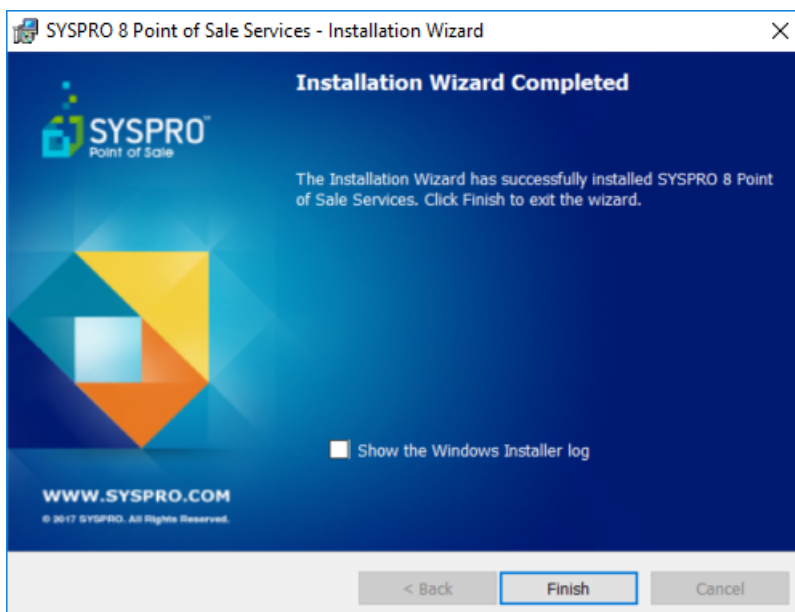 SYSPRO 8 Point of Sale Services - Installation Wizard
Installation Wizard Completed
SYSPRO™
Point of Sale
The Installation Wizard has successfully installed SYSPRO 8 Point
of Sale Services. Click Finish to exit the wizard.
Show the Windows Installer log
WWW.SYSPRO.COM
© 2017 SYSPRO. All Rights Reserved.
< Back
Finish
Cancel